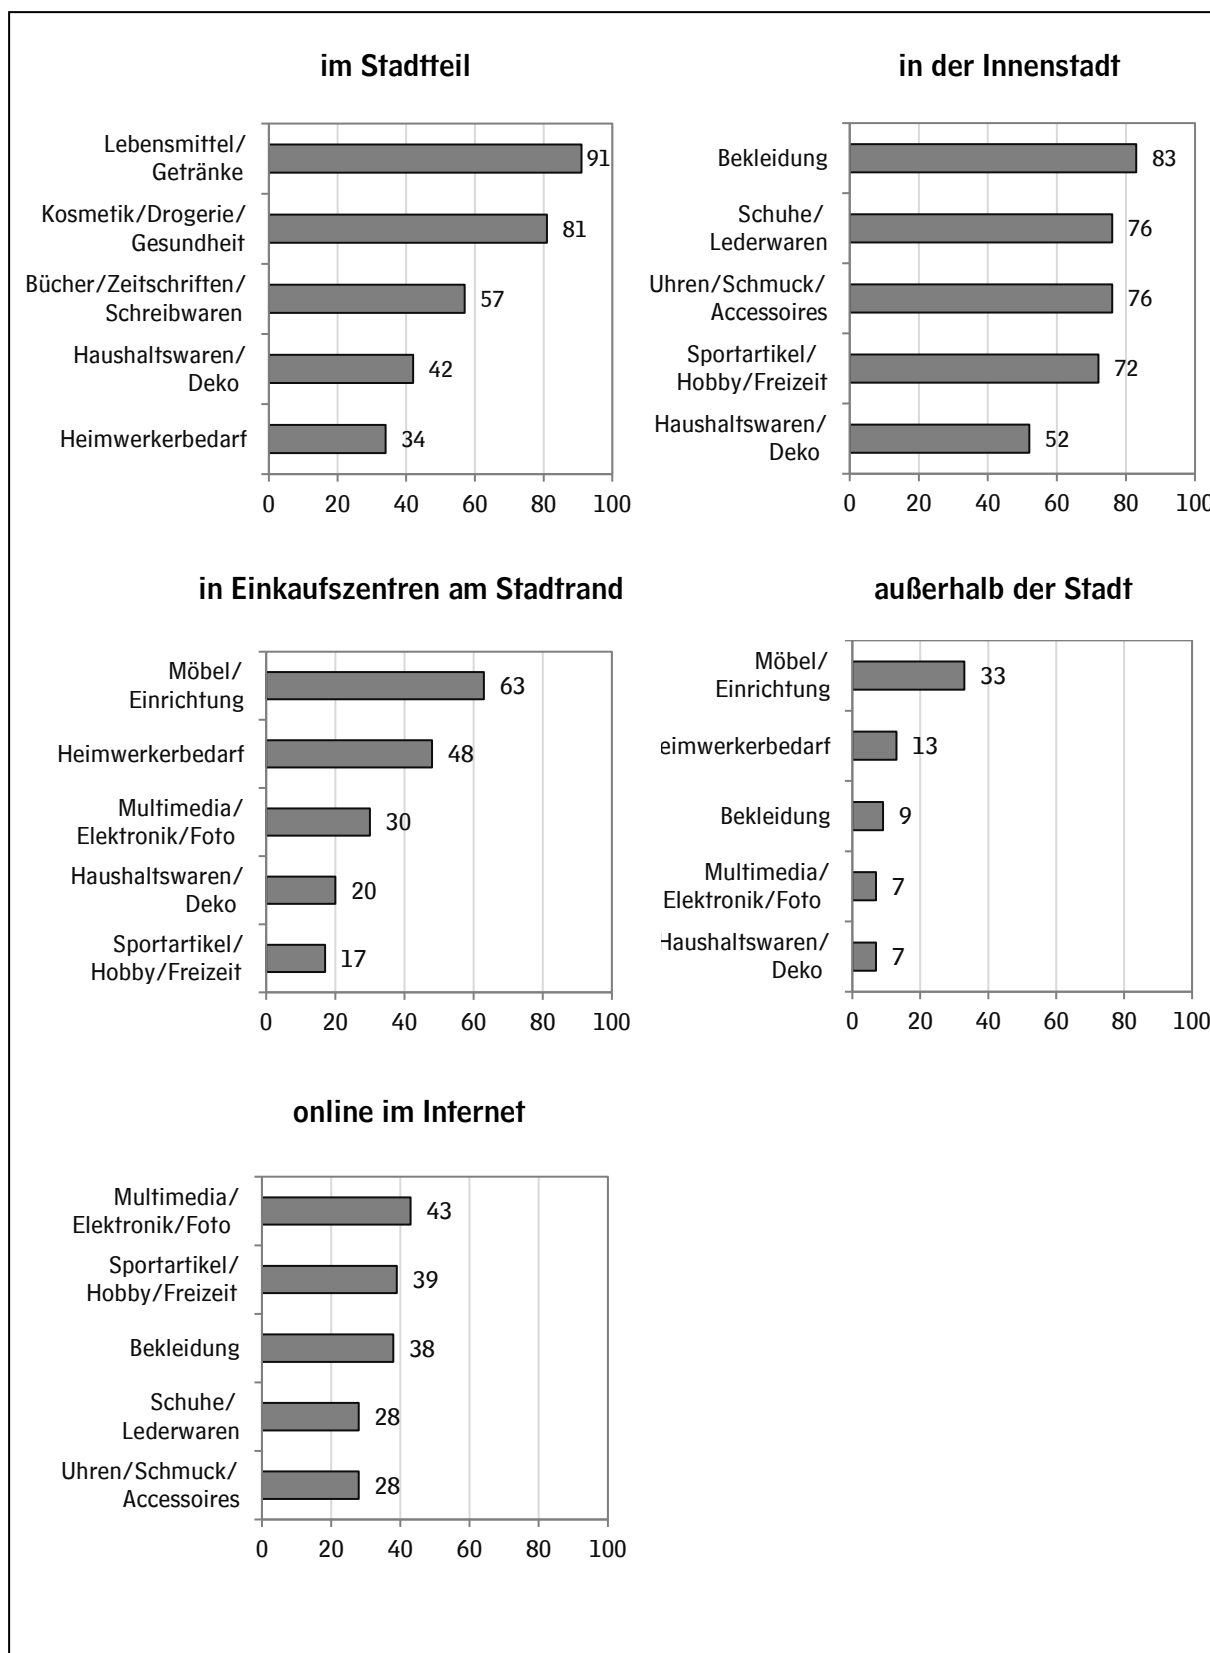 im Stadtteil
Lebensmittel/
Getränke
91
Kosmetik/Drogerie/
Gesundheit
81
Bücher/Zeitschriften/
Schreibwaren
57
Haushaltswaren/
Deko
42
Heimwerkerbedarf
34
0 20 40 60 80 100
in der Innenstadt
Bekleidung
83
Schuhe/
Lederwaren
76
Uhren/Schmuck/
Accessoires
76
Sportartikel/
Hobby/Freizeit
72
Haushaltswaren/
Deko
52
0 20 40 60 80 100
in Einkaufszentren am Stadtrand
Möbel/
Einrichtung
63
Heimwerkerbedarf
48
Multimedia/
Elektronik/Foto
30
Haushaltswaren/
Deko
20
Sportartikel/
Hobby/Freizeit
17
0 20 40 60 80 100
außerhalb der Stadt
Möbel/
Einrichtung
33
eimwerkerbedarf
13
Bekleidung
9
Multimedia/
Elektronik/Foto
7
Haushaltswaren/
Deko
7
0 20 40 60 80 100
online im Internet
Multimedia/
Elektronik/Foto
43
Sportartikel/
Hobby/Freizeit
39
Bekleidung
38
Schuhe/
Lederwaren
28
Uhren/Schmuck/
Accessoires
28
0 20 40 60 80 100